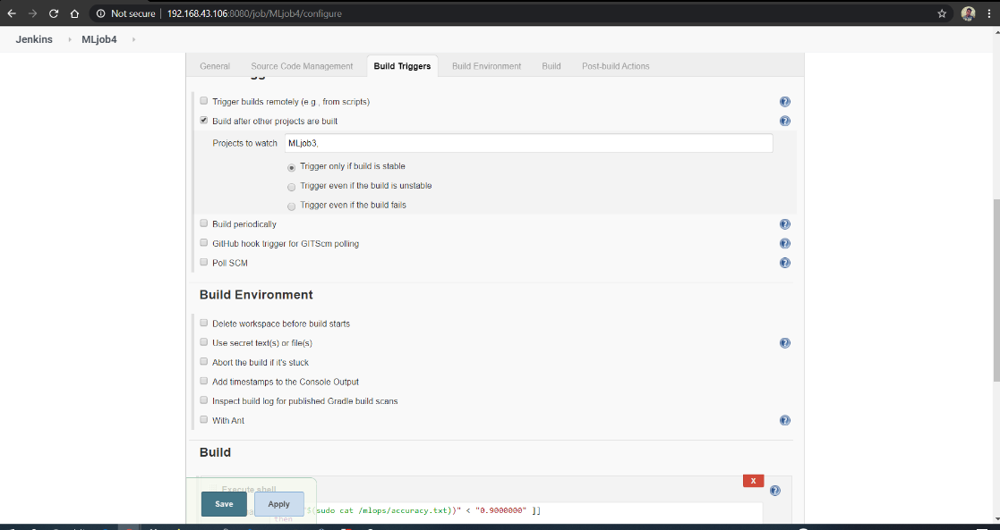 Not secure | 192.168.43.106:8080/job/MLjob4/configure
Jenkins MLjob4
General Source Code Management Build Triggers Build Environment Build Post-build Actions
Trigger builds remotely (e.g., from scripts)
Build after other projects are built
Projects to watch MLjob3,
Trigger only if build is stable
Trigger even if the build is unstable
Trigger even if the build fails
Build periodically
GitHub hook trigger for GITScm polling
Poll SCM
Build Environment
Delete workspace before build starts
Use secret text(s) or file(s)
Abort the build if it's stuck
Add timestamps to the Console Output
Inspect build log for published Gradle build scans
With Ant
Build
X
Execute shell
Save Apply "$(sudo cat /mlops/accuracy.txt))" < "0.9000000" ]]
then